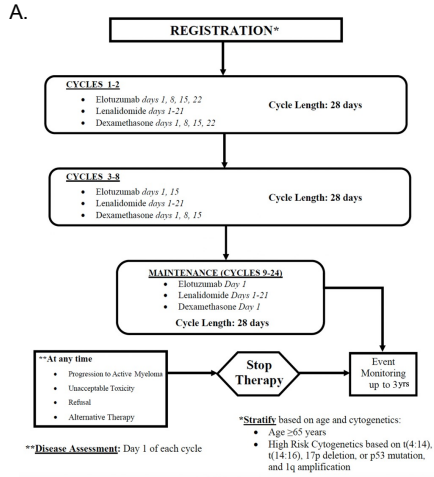 A.
REGISTRATION*
CYCLES 1-2
• Elotuzumab days 1, 8, 15, 22
• Lenalidomide days 1-21
• Dexamethasone days 1, 8, 15, 22
Cycle Length: 28 days
CYCLES 3-8
• Elotuzumab days 1, 15
• Lenalidomide days 1-21
• Dexamethasone days 1, 8, 15
Cycle Length: 28 days
MAINTENANCE (CYCLES 9-24)
• Elotuzumab Day 1
• Lenalidomide Days 1-21
• Dexamethasone Day 1
Cycle Length: 28 days
**At any time
• Progression to Active Myeloma
• Unacceptable Toxicity
• Refusal
• Alternative Therapy
Stop
Therapy
Event
Monitoring
up to 3yrs
*Stratify based on age and cytogenetics:
• Age ≥65 years
• High Risk Cytogenetics based on t(4:14),
t(14:16), 17p deletion, or p53 mutation,
and 1q amplification
**Disease Assessment: Day 1 of each cycle